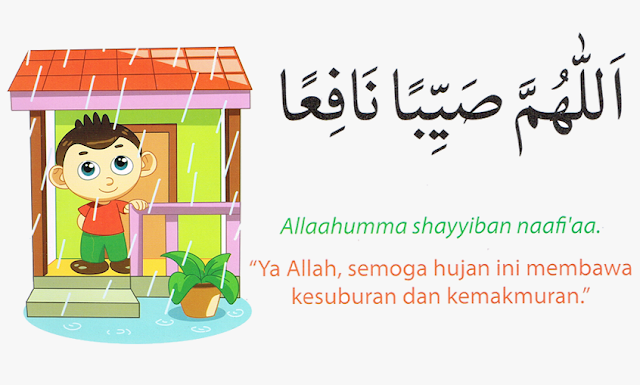 اَللّٰهُمَّ صَيِّبًا نَافِعًا
Allaahumma shayyiban naafi'aa.
“Ya Allah, semoga hujan ini membawa
kesuburan dan kemakmuran.”